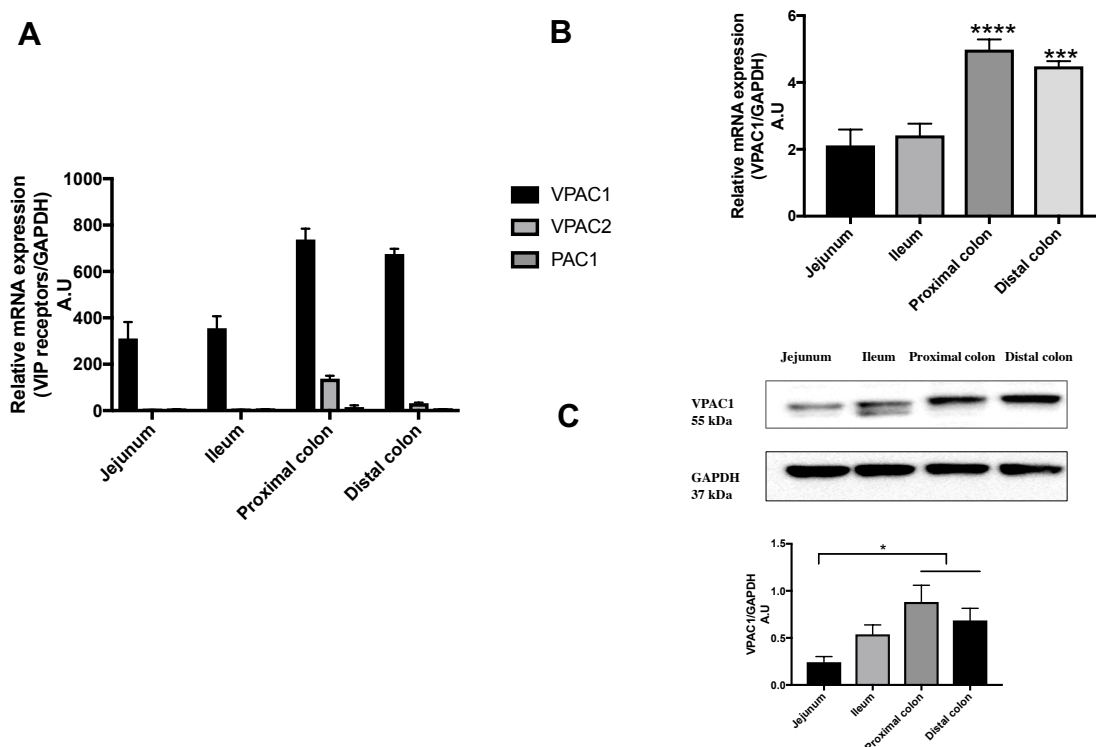 A
Relative mRNA expression
(VIP receptors/GAPDH)
A.U
1000
800
600
400
200
0
Jejunum
Ileum
Proximal colon
Distal colon
VPAC1
VPAC2
PAC1
B
Relative mRNA expression
(VPAC1/GAPDH)
A.U
6
4
2
0
****
***
Jejunum
Ileum
Proximal colon
Distal colon
C
Jejunum Ileum Proximal colon Distal colon
VPAC1
55 kDa
GAPDH
37 kDa
VPAC1/GAPDH
A.U
1.5
1.0
0.5
0.0
*
Jejunum
Ileum
Proximal colon
Distal colon